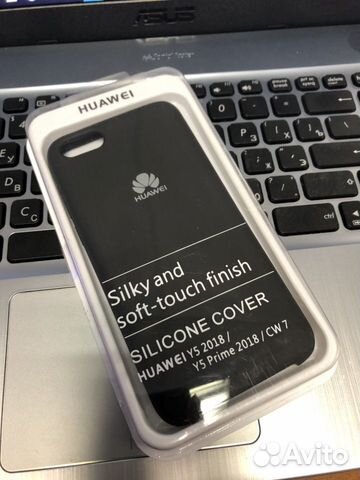 ASUS
HUAWEI
HUAWEI
Silky and
soft-touch finish
SILICONE COVER
HUAWEI Y5 2018 /
Y5 Prime 2018 / CW 7
Avito